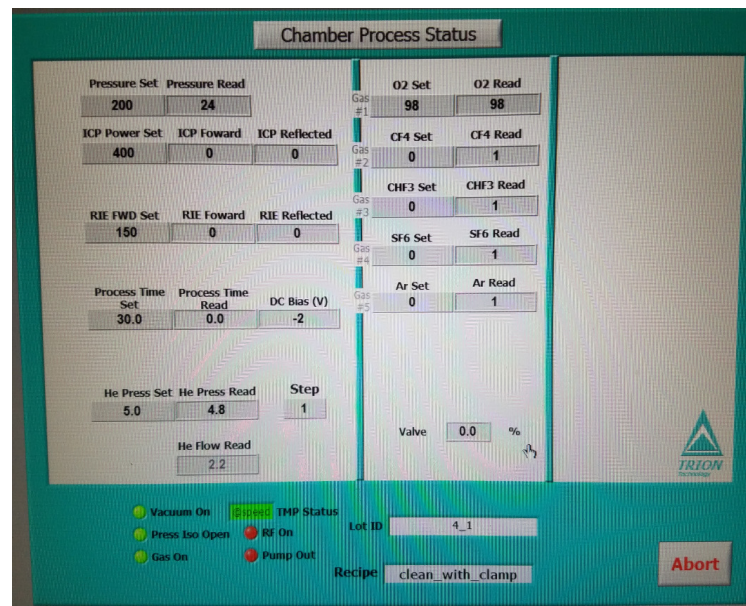 Chamber Process Status
Pressure Set Pressure Read
200 24
ICP Power Set ICP Foward ICP Reflected
400 0 0
RIE FWD Set RIE Foward RIE Reflected
150 0 0
Process Time Set Process Time Read DC Bias (V)
30.0 0.0 -2
He Press Set He Press Read Step
5.0 4.8 1
He Flow Read
2.2
O2 Set O2 Read
Gas #1 98 98
CF4 Set CF4 Read
Gas #2 0 1
CHF3 Set CHF3 Read
Gas #3 0 1
SF6 Set SF6 Read
Gas #4 0 1
Ar Set Ar Read
Gas #5 0 1
Valve 0.0 %
TRION
technology
Vacuum On @speed TMP Status
Press Iso Open RF On
Gas On Pump Out
Lot ID 4_1
Recipe clean_with_clamp
Abort